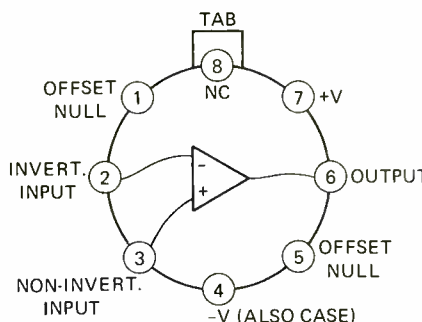 TAB
8
NC
OFFSET
NULL
1
7
+V
INVERT.
INPUT
2
-
+
6
OUTPUT
3
NON-INVERT.
INPUT
5
OFFSET
NULL
4
-V (ALSO CASE)